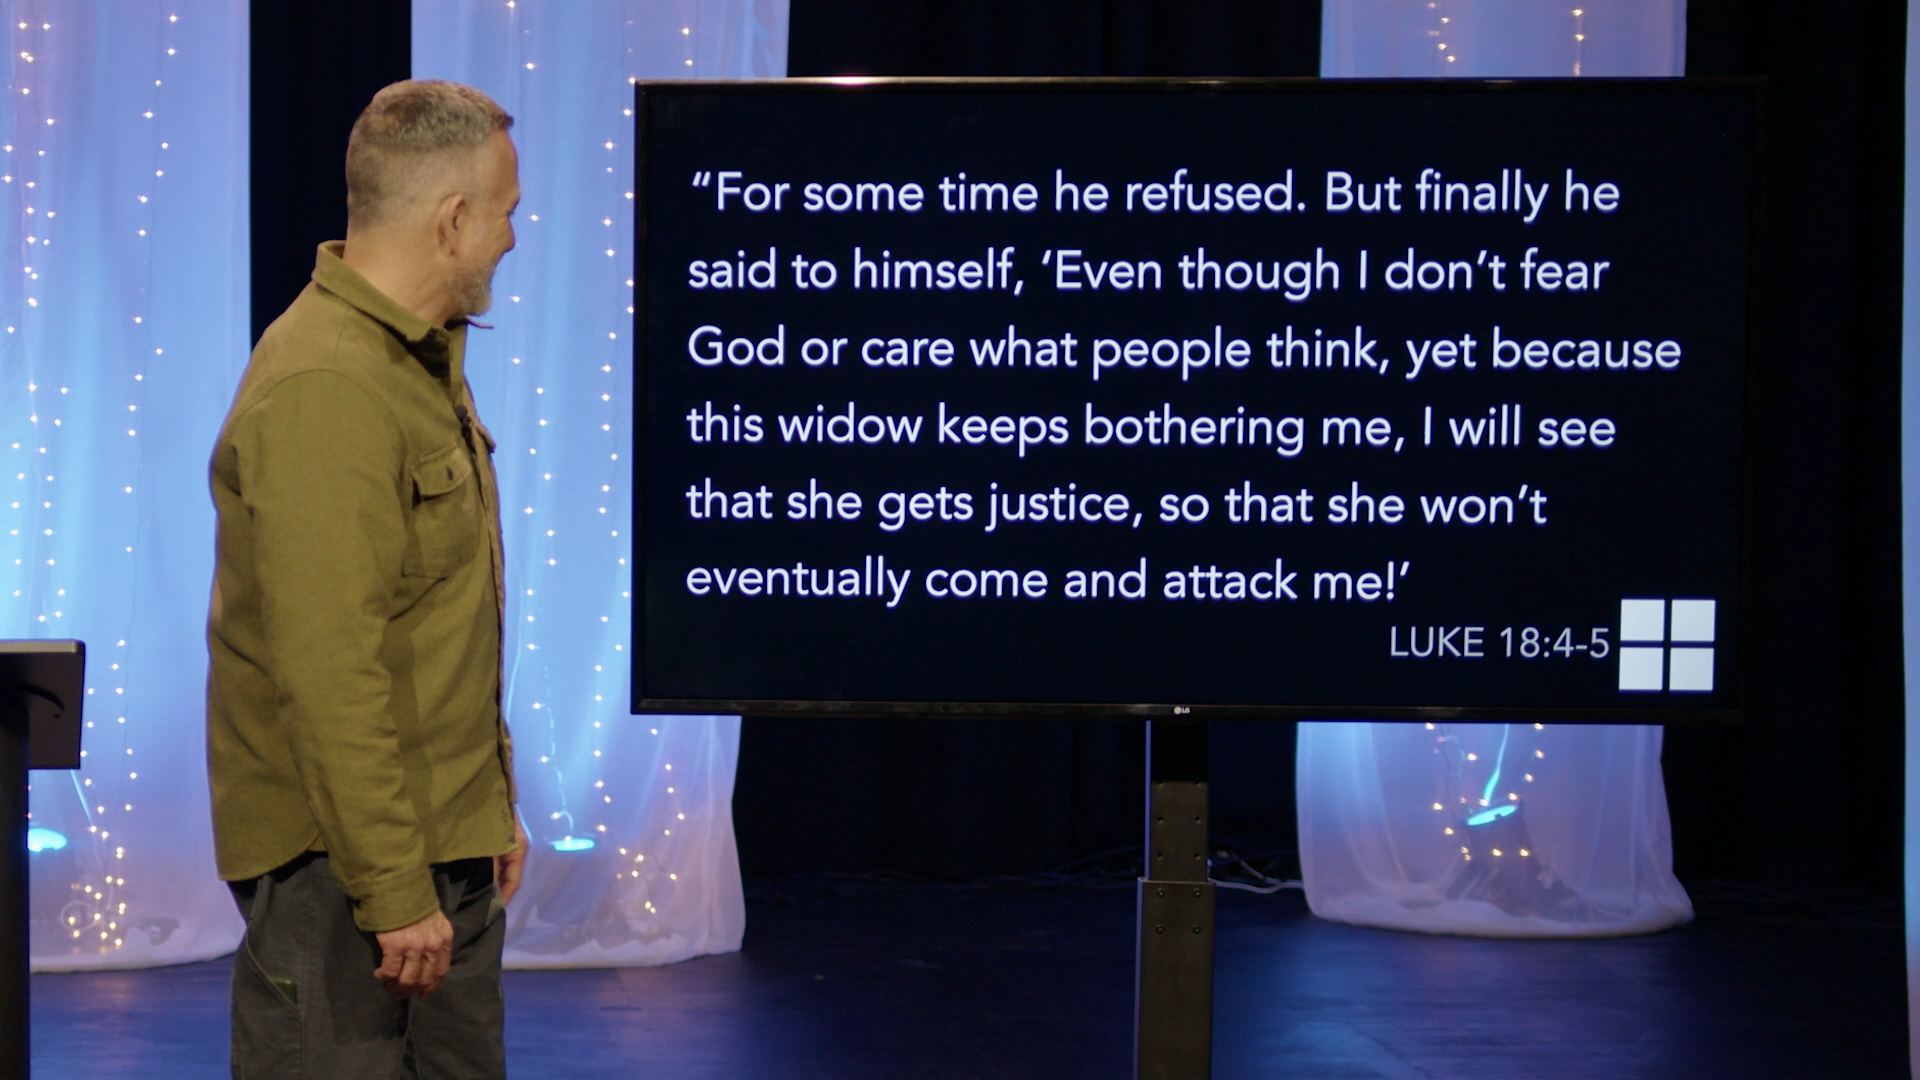 “For some time he refused. But finally he
said to himself, ‘Even though I don’t fear
God or care what people think, yet because
this widow keeps bothering me, I will see
that she gets justice, so that she won’t
eventually come and attack me!’
LUKE 18:4-5
LG